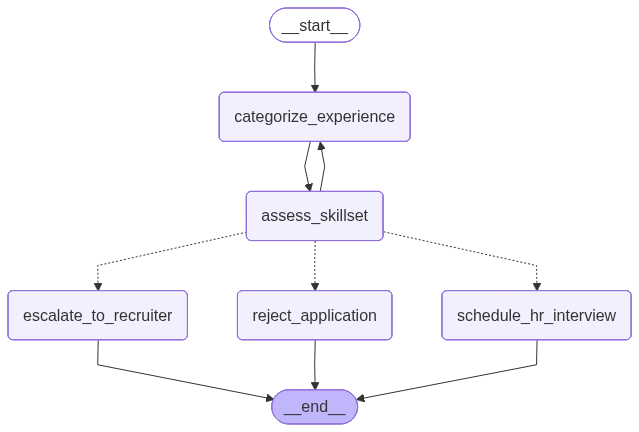 __start__
categorize_experience
assess_skillset
escalate_to_recruiter
reject_application
schedule_hr_interview
__end__